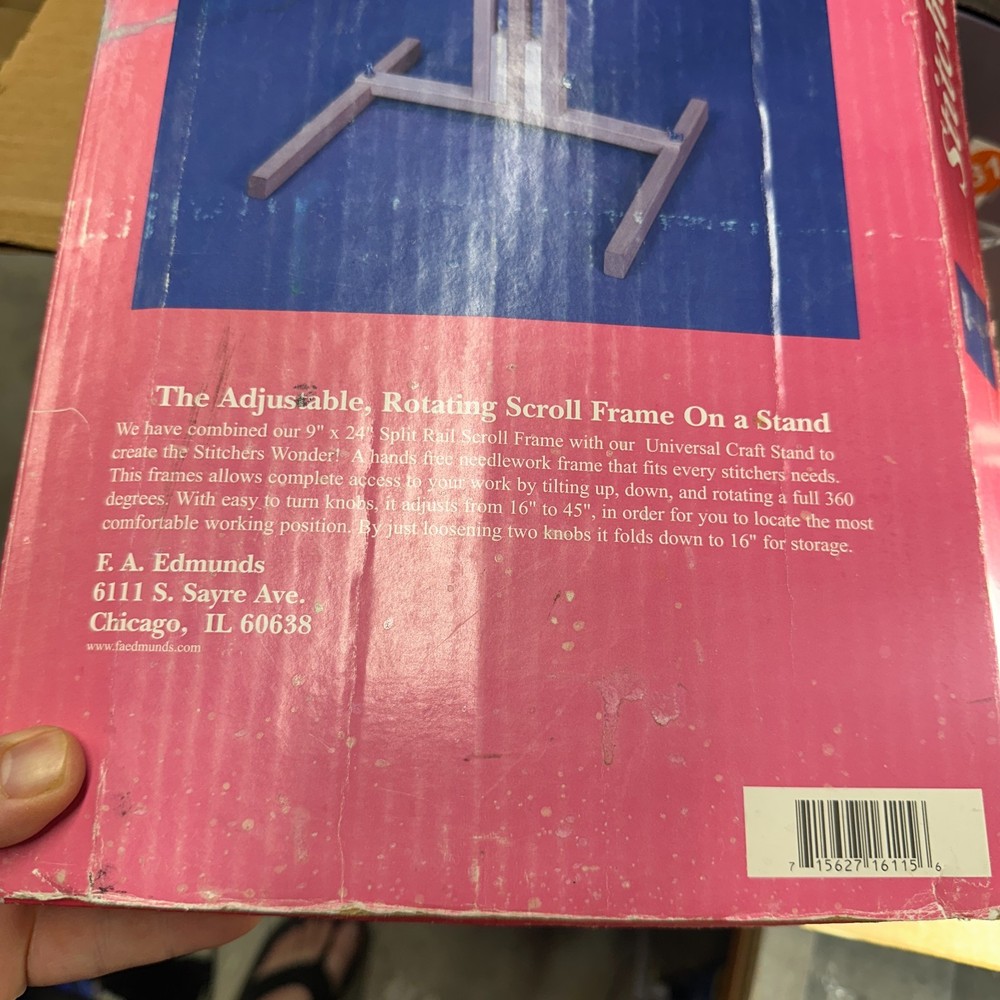 Stitch
The Adjustable, Rotating Scroll Frame On a Stand
We have combined our 9" x 24" Split Rail Scroll Frame with our Universal Craft Stand to
create the Stitchers Wonder! A hands free needlework frame that fits every stitchers needs.
This frames allows complete access to your work by tilting up, down, and rotating a full 360
degrees. With easy to turn knobs, it adjusts from 16" to 45", in order for you to locate the most
comfortable working position. By just loosening two knobs it folds down to 16" for storage.
F. A. Edmunds
6111 S. Sayre Ave.
Chicago, IL 60638
www.faedmunds.com
7 15627 16115 6